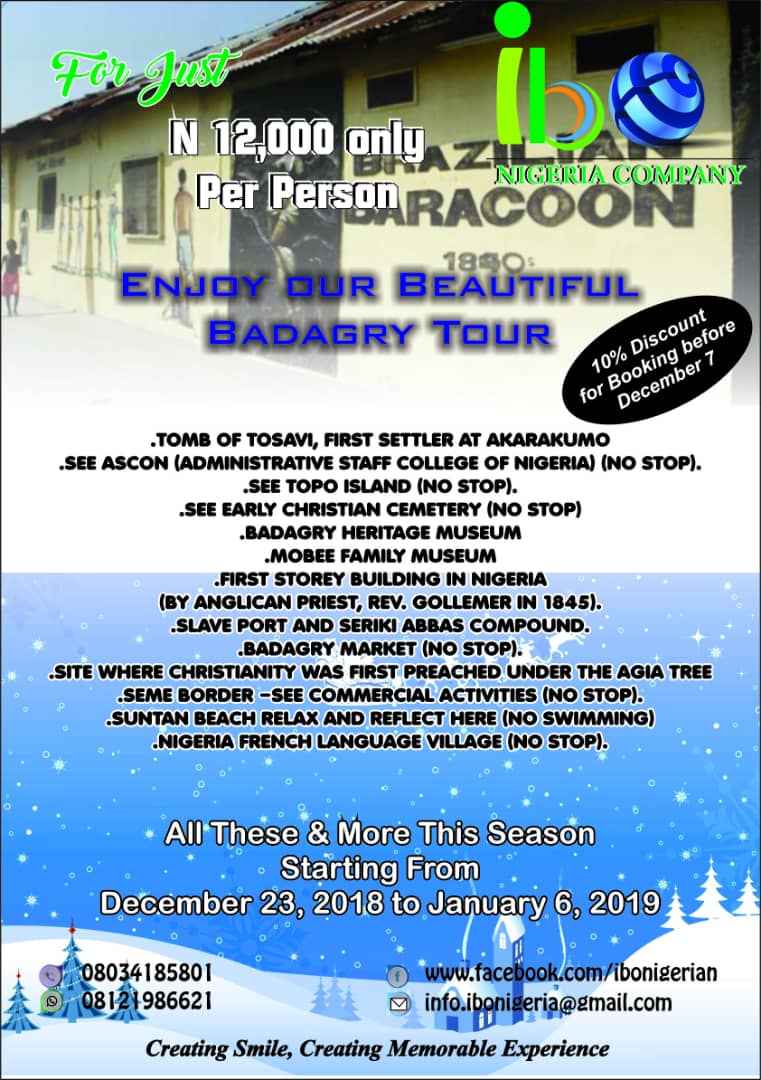 For Just
N 12,000 only
Per Person
ibe
NIGERIA COMPANY
BRAZILIAN
BARACOON
1840s
ENJOY OUR BEAUTIFUL
BADAGRY TOUR
10% Discount
for Booking before
December 7
.TOMB OF TOSAVI, FIRST SETTLER AT AKARAKUMO
.SEE ASCON (ADMINISTRATIVE STAFF COLLEGE OF NIGERIA) (NO STOP).
.SEE TOPO ISLAND (NO STOP).
.SEE EARLY CHRISTIAN CEMETERY (NO STOP)
.BADAGRY HERITAGE MUSEUM
.MOBEE FAMILY MUSEUM
.FIRST STOREY BUILDING IN NIGERIA
(BY ANGLICAN PRIEST, REV. GOLLEMER IN 1845).
.SLAVE PORT AND SERIKI ABBAS COMPOUND.
.BADAGRY MARKET (NO STOP).
.SITE WHERE CHRISTIANITY WAS FIRST PREACHED UNDER THE AGIA TREE
.SEME BORDER –SEE COMMERCIAL ACTIVITIES (NO STOP).
.SUNTAN BEACH RELAX AND REFLECT HERE (NO SWIMMING)
.NIGERIA FRENCH LANGUAGE VILLAGE (NO STOP).
All These & More This Season
Starting From
December 23, 2018 to January 6, 2019
08034185801
08121986621
www.facebook.com/ibonigerian
info.ibonigeria@gmail.com
Creating Smile, Creating Memorable Experience